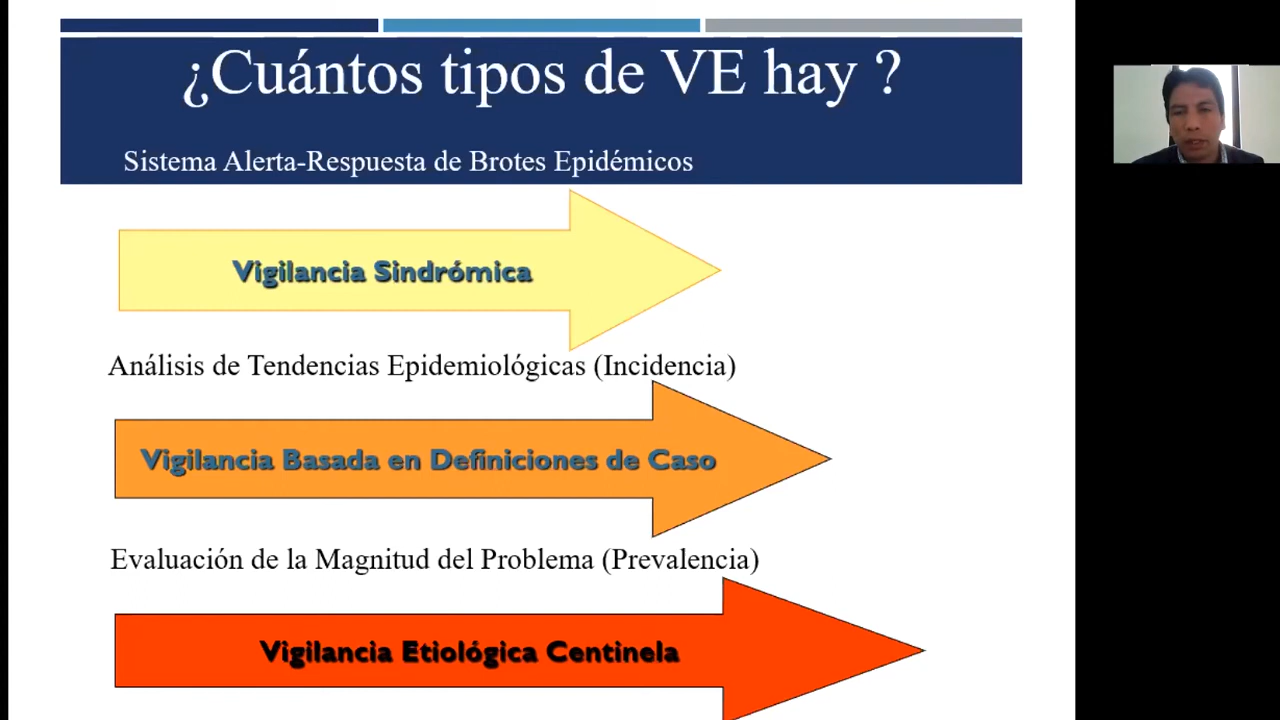 ¿Cuántos tipos de VE hay ?
Sistema Alerta-Respuesta de Brotes Epidémicos
Vigilancia Sindrómica
Análisis de Tendencias Epidemiológicas (Incidencia)
Vigilancia Basada en Definiciones de Caso
Evaluación de la Magnitud del Problema (Prevalencia)
Vigilancia Etiológica Centinela